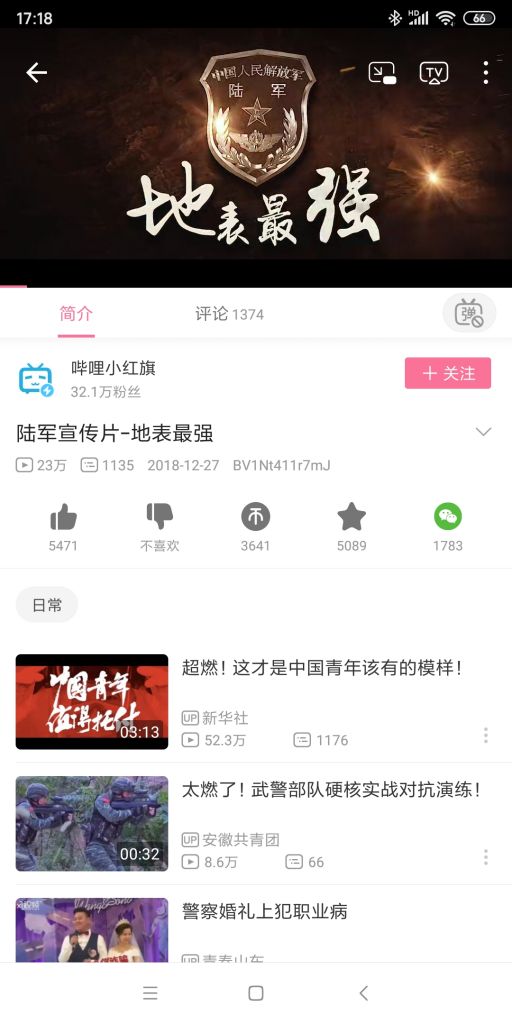 17:18
HD
66
中国人民解放军
陆 军
TV
地表最强
简介
评论 1374
弹
哔哩小红旗
32.1万粉丝
+ 关注
陆军宣传片-地表最强
23万 1135 2018-12-27 BV1Nt411r7mJ
5471 不喜欢 3641 5089 1783
日常
中国青年
值得托付
03:13
超燃！这才是中国青年该有的模样！
UP 新华社
52.3万 1176
00:32
太燃了！武警部队硬核实战对抗演练！
UP 安徽共青团
8.6万 66
警察婚礼上犯职业病
UP 青春山东